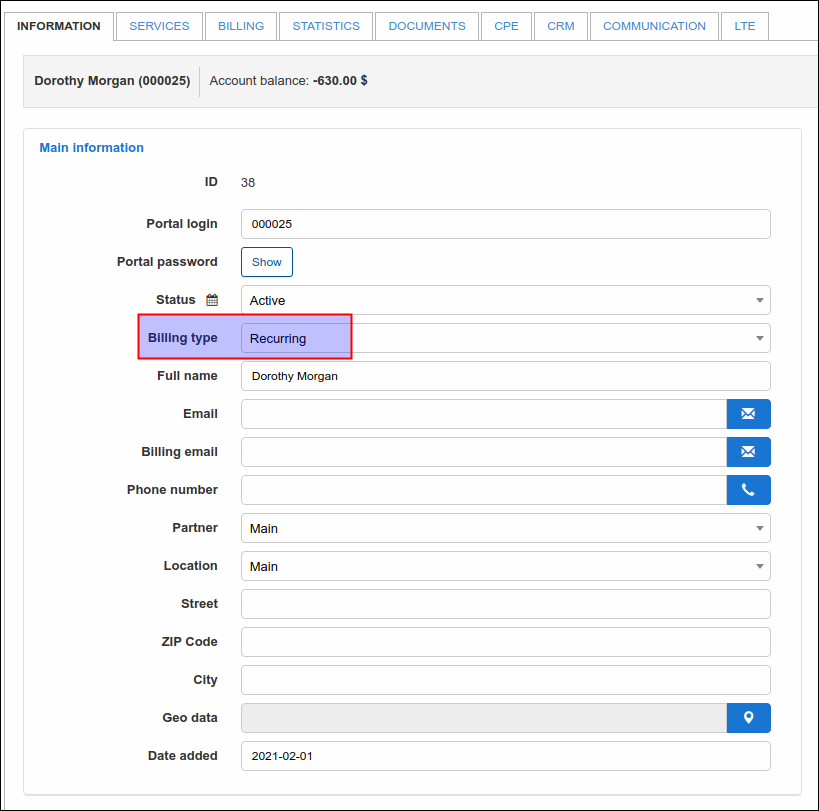 INFORMATION SERVICES BILLING STATISTICS DOCUMENTS CPE CRM COMMUNICATION LTE
Dorothy Morgan (000025) Account balance: -630.00 $
Main information
ID 38
Portal login 000025
Portal password Show
Status Active
Billing type Recurring
Full name Dorothy Morgan
Email
Billing email
Phone number
Partner Main
Location Main
Street
ZIP Code
City
Geo data
Date added 2021-02-01